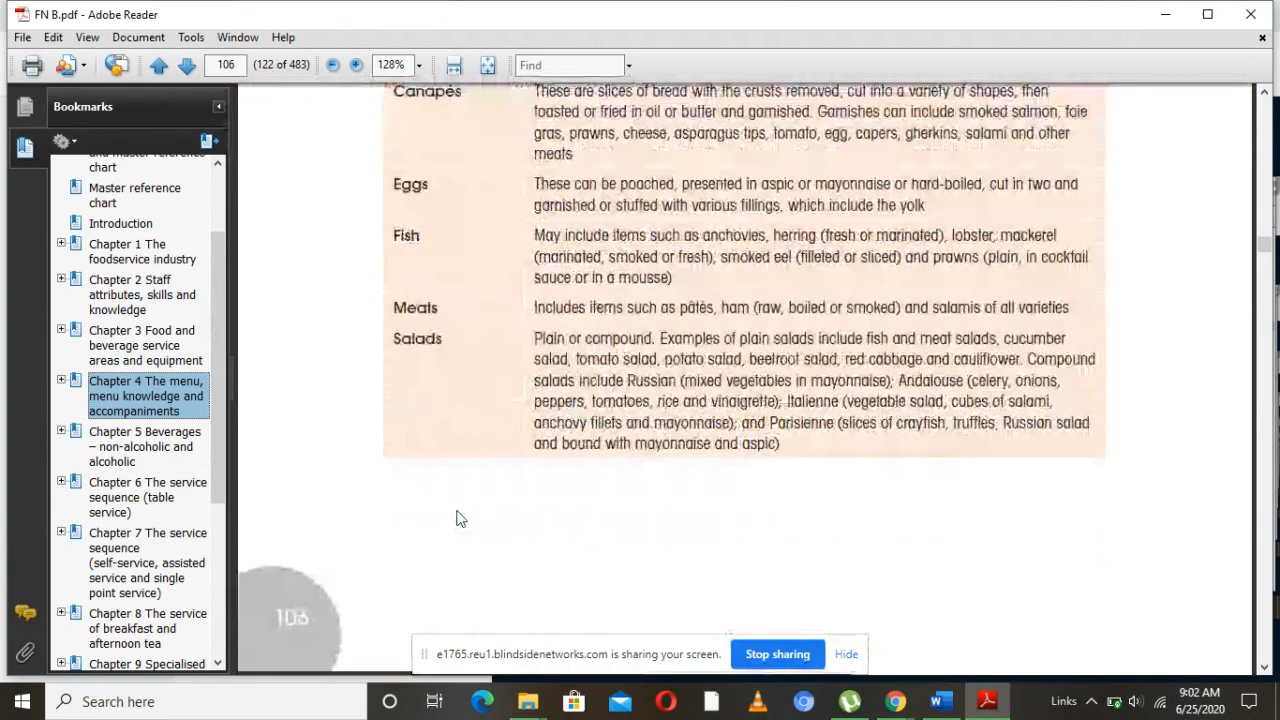 FN B.pdf - Adobe Reader
File Edit View Document Tools Window Help
106 (122 of 483) 128% Find
Bookmarks
and master reference
chart
Master reference
chart
Introduction
Chapter 1 The
foodservice industry
Chapter 2 Staff
attributes, skills and
knowledge
Chapter 3 Food and
beverage service
areas and equipment
Chapter 4 The menu,
menu knowledge and
accompaniments
Chapter 5 Beverages
– non-alcoholic and
alcoholic
Chapter 6 The service
sequence (table
service)
Chapter 7 The service
sequence
(self-service, assisted
service and single
point service)
Chapter 8 The service
of breakfast and
afternoon tea
Chapter 9 Specialised
Canapés These are slices of bread with the crusts removed, cut into a variety of shapes, then
toasted or fried in oil or butter and garnished. Garnishes can include smoked salmon, foie
gras, prawns, cheese, asparagus tips, tomato, egg, capers, gherkins, salami and other
meats
Eggs These can be poached, presented in aspic or mayonnaise or hard-boiled, cut in two and
garnished or stuffed with various fillings, which include the yolk
Fish May include items such as anchovies, herring (fresh or marinated), lobster, mackerel
(marinated, smoked or fresh), smoked eel (filleted or sliced) and prawns (plain, in cocktail
sauce or in a mousse)
Meats Includes items such as pâtés, ham (raw, boiled or smoked) and salamis of all varieties
Salads Plain or compound. Examples of plain salads include fish and meat salads, cucumber
salad, tomato salad, potato salad, beetroot salad, red cabbage and cauliflower. Compound
salads include Russian (mixed vegetables in mayonnaise); Andalouse (celery, onions,
peppers, tomatoes, rice and vinaigrette); Italienne (vegetable salad, cubes of salami,
anchovy fillets and mayonnaise); and Parisienne (slices of crayfish, truffles, Russian salad
and bound with mayonnaise and aspic)
106
e1765.reu1.blindsidenetworks.com is sharing your screen. Stop sharing Hide
Search here
Links
9:02 AM
6/25/2020